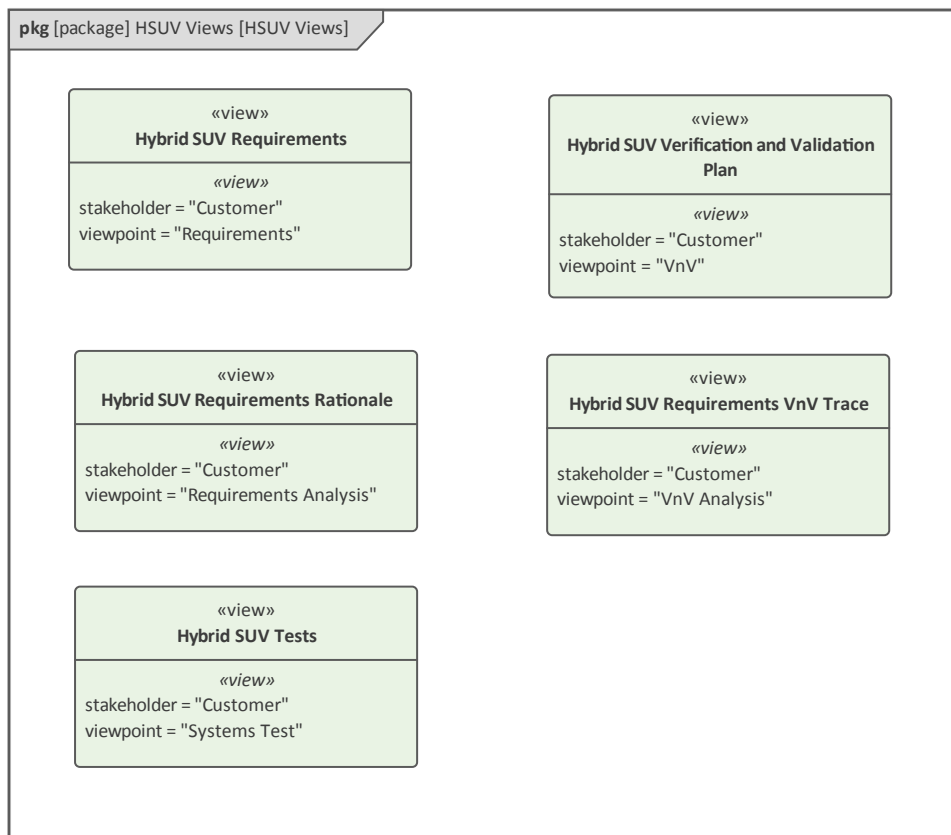 pkg [package] HSUV Views [HSUV Views]
«view»
Hybrid SUV Requirements
«view»
stakeholder = "Customer"
viewpoint = "Requirements"
«view»
Hybrid SUV Verification and Validation
Plan
«view»
stakeholder = "Customer"
viewpoint = "VnV"
«view»
Hybrid SUV Requirements Rationale
«view»
stakeholder = "Customer"
viewpoint = "Requirements Analysis"
«view»
Hybrid SUV Requirements VnV Trace
«view»
stakeholder = "Customer"
viewpoint = "VnV Analysis"
«view»
Hybrid SUV Tests
«view»
stakeholder = "Customer"
viewpoint = "Systems Test"